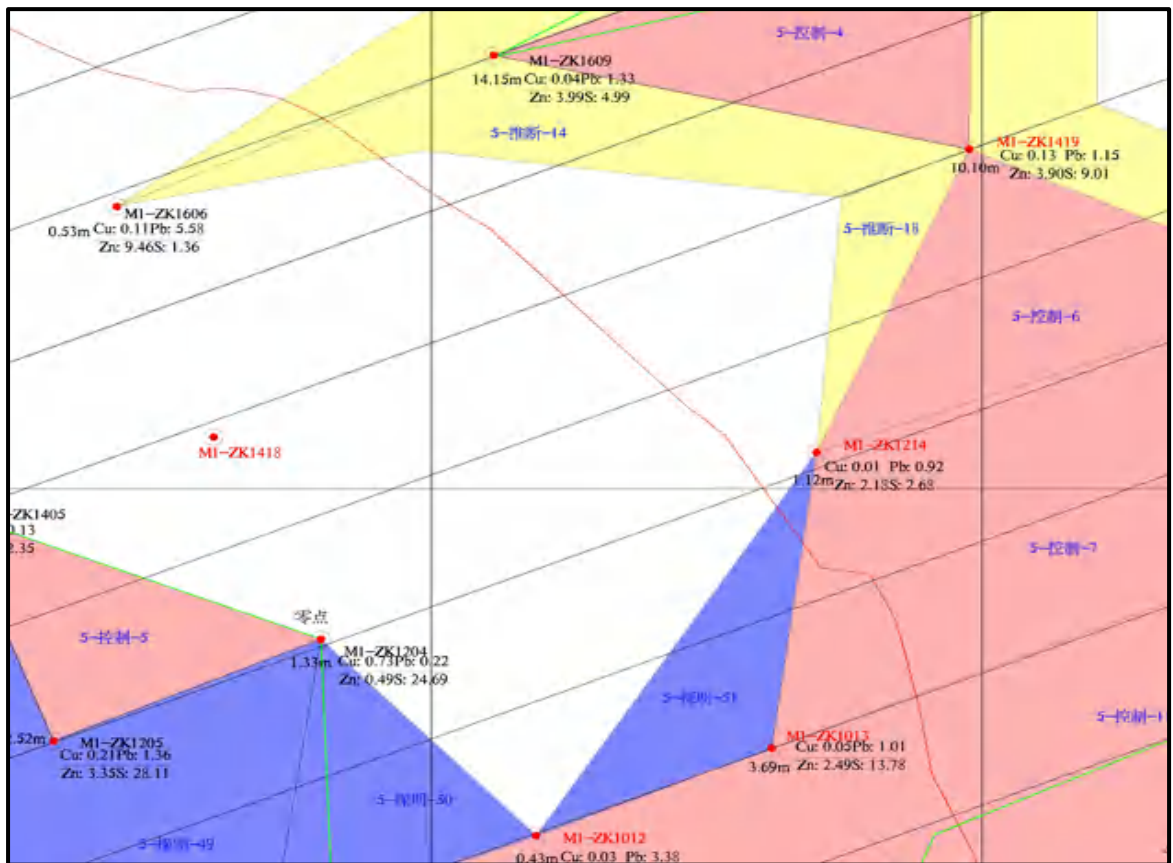 5-控制-4
M1-ZK1609
14.15m Cu: 0.04Pb: 1.33
Zn: 3.99S: 4.99
5-推断-14
M1-ZK1419
Cu: 0.13 Pb: 1.15
10.10m Zn: 3.90S: 9.01
M1-ZK1606
0.53m Cu: 0.11Pb: 5.58
Zn: 9.46S: 1.36
5-推断-18
5-控制-6
M1-ZK1418
M1-ZK1214
Cu: 0.01 Pb: 0.92
1.12m Zn: 2.18S: 2.68
-ZK1405
0.13
2.35
5-控制-7
零点
5-控制-5
M1-ZK1204
1.33m Cu: 0.73Pb: 0.22
Zn: 0.49S: 24.69
5-探明-51
5-控制-1
2.52m M1-ZK1205
Cu: 0.21Pb: 1.36
Zn: 3.35S: 28.11
M1-ZK1013
Cu: 0.05Pb: 1.01
3.69m Zn: 2.49S: 13.78
5-探明-50
5-探明-49
M1-ZK1012
0.43m Cu: 0.03 Pb: 3.38